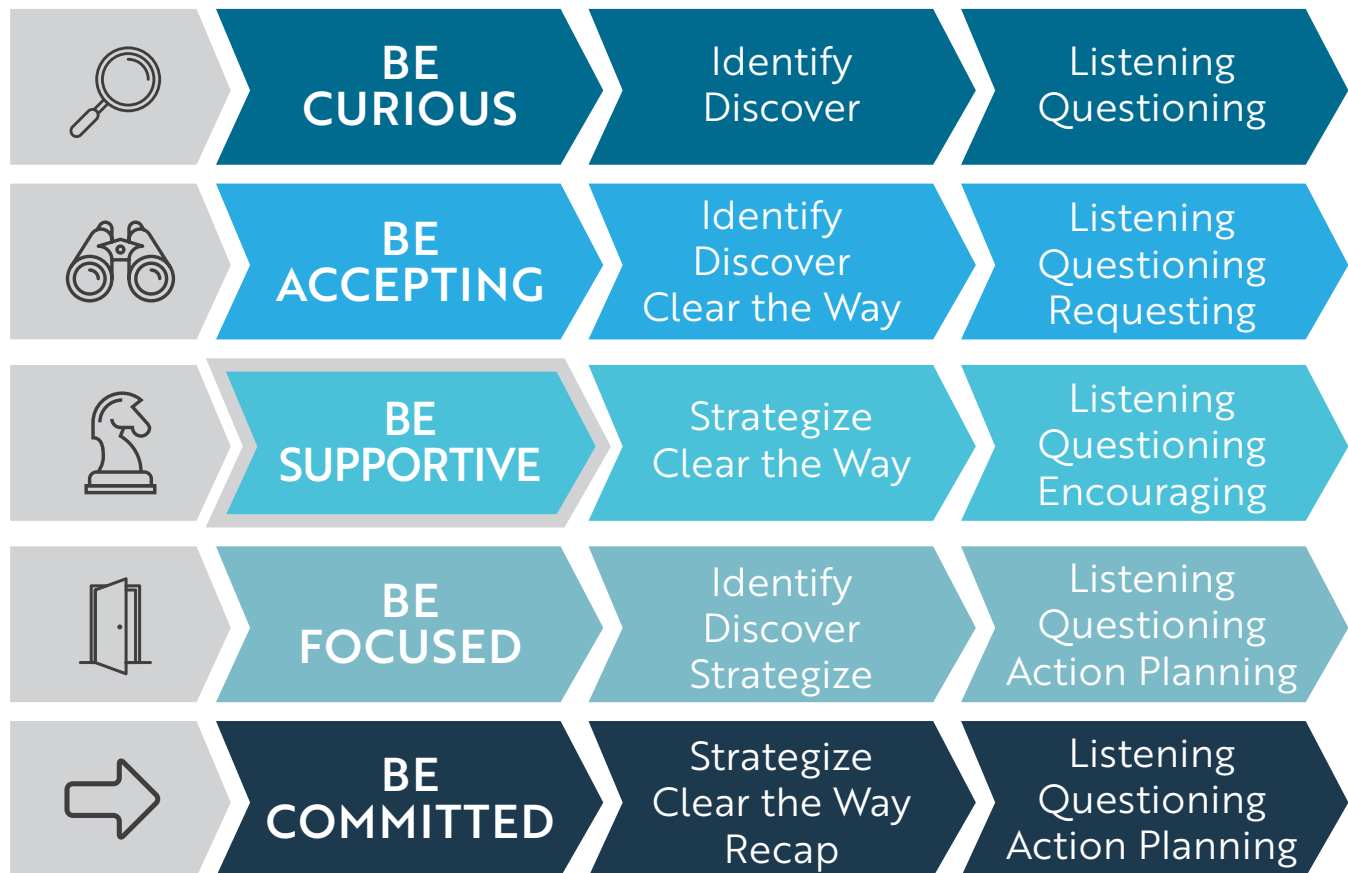 BE
CURIOUS
Identify
Discover
Listening
Questioning
BE
ACCEPTING
Identify
Discover
Clear the Way
Listening
Questioning
Requesting
BE
SUPPORTIVE
Strategize
Clear the Way
Listening
Questioning
Encouraging
BE
FOCUSED
Identify
Discover
Strategize
Listening
Questioning
Action Planning
BE
COMMITTED
Strategize
Clear the Way
Recap
Listening
Questioning
Action Planning